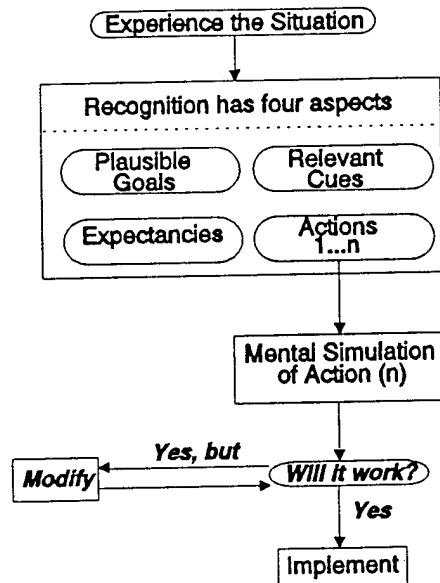 Experience the Situation
Recognition has four aspects
Plausible
Goals
Relevant
Cues
Expectancies
Actions
1...n
Mental Simulation
of Action (n)
Yes, but
Modify
Will it work?
Yes
Implement